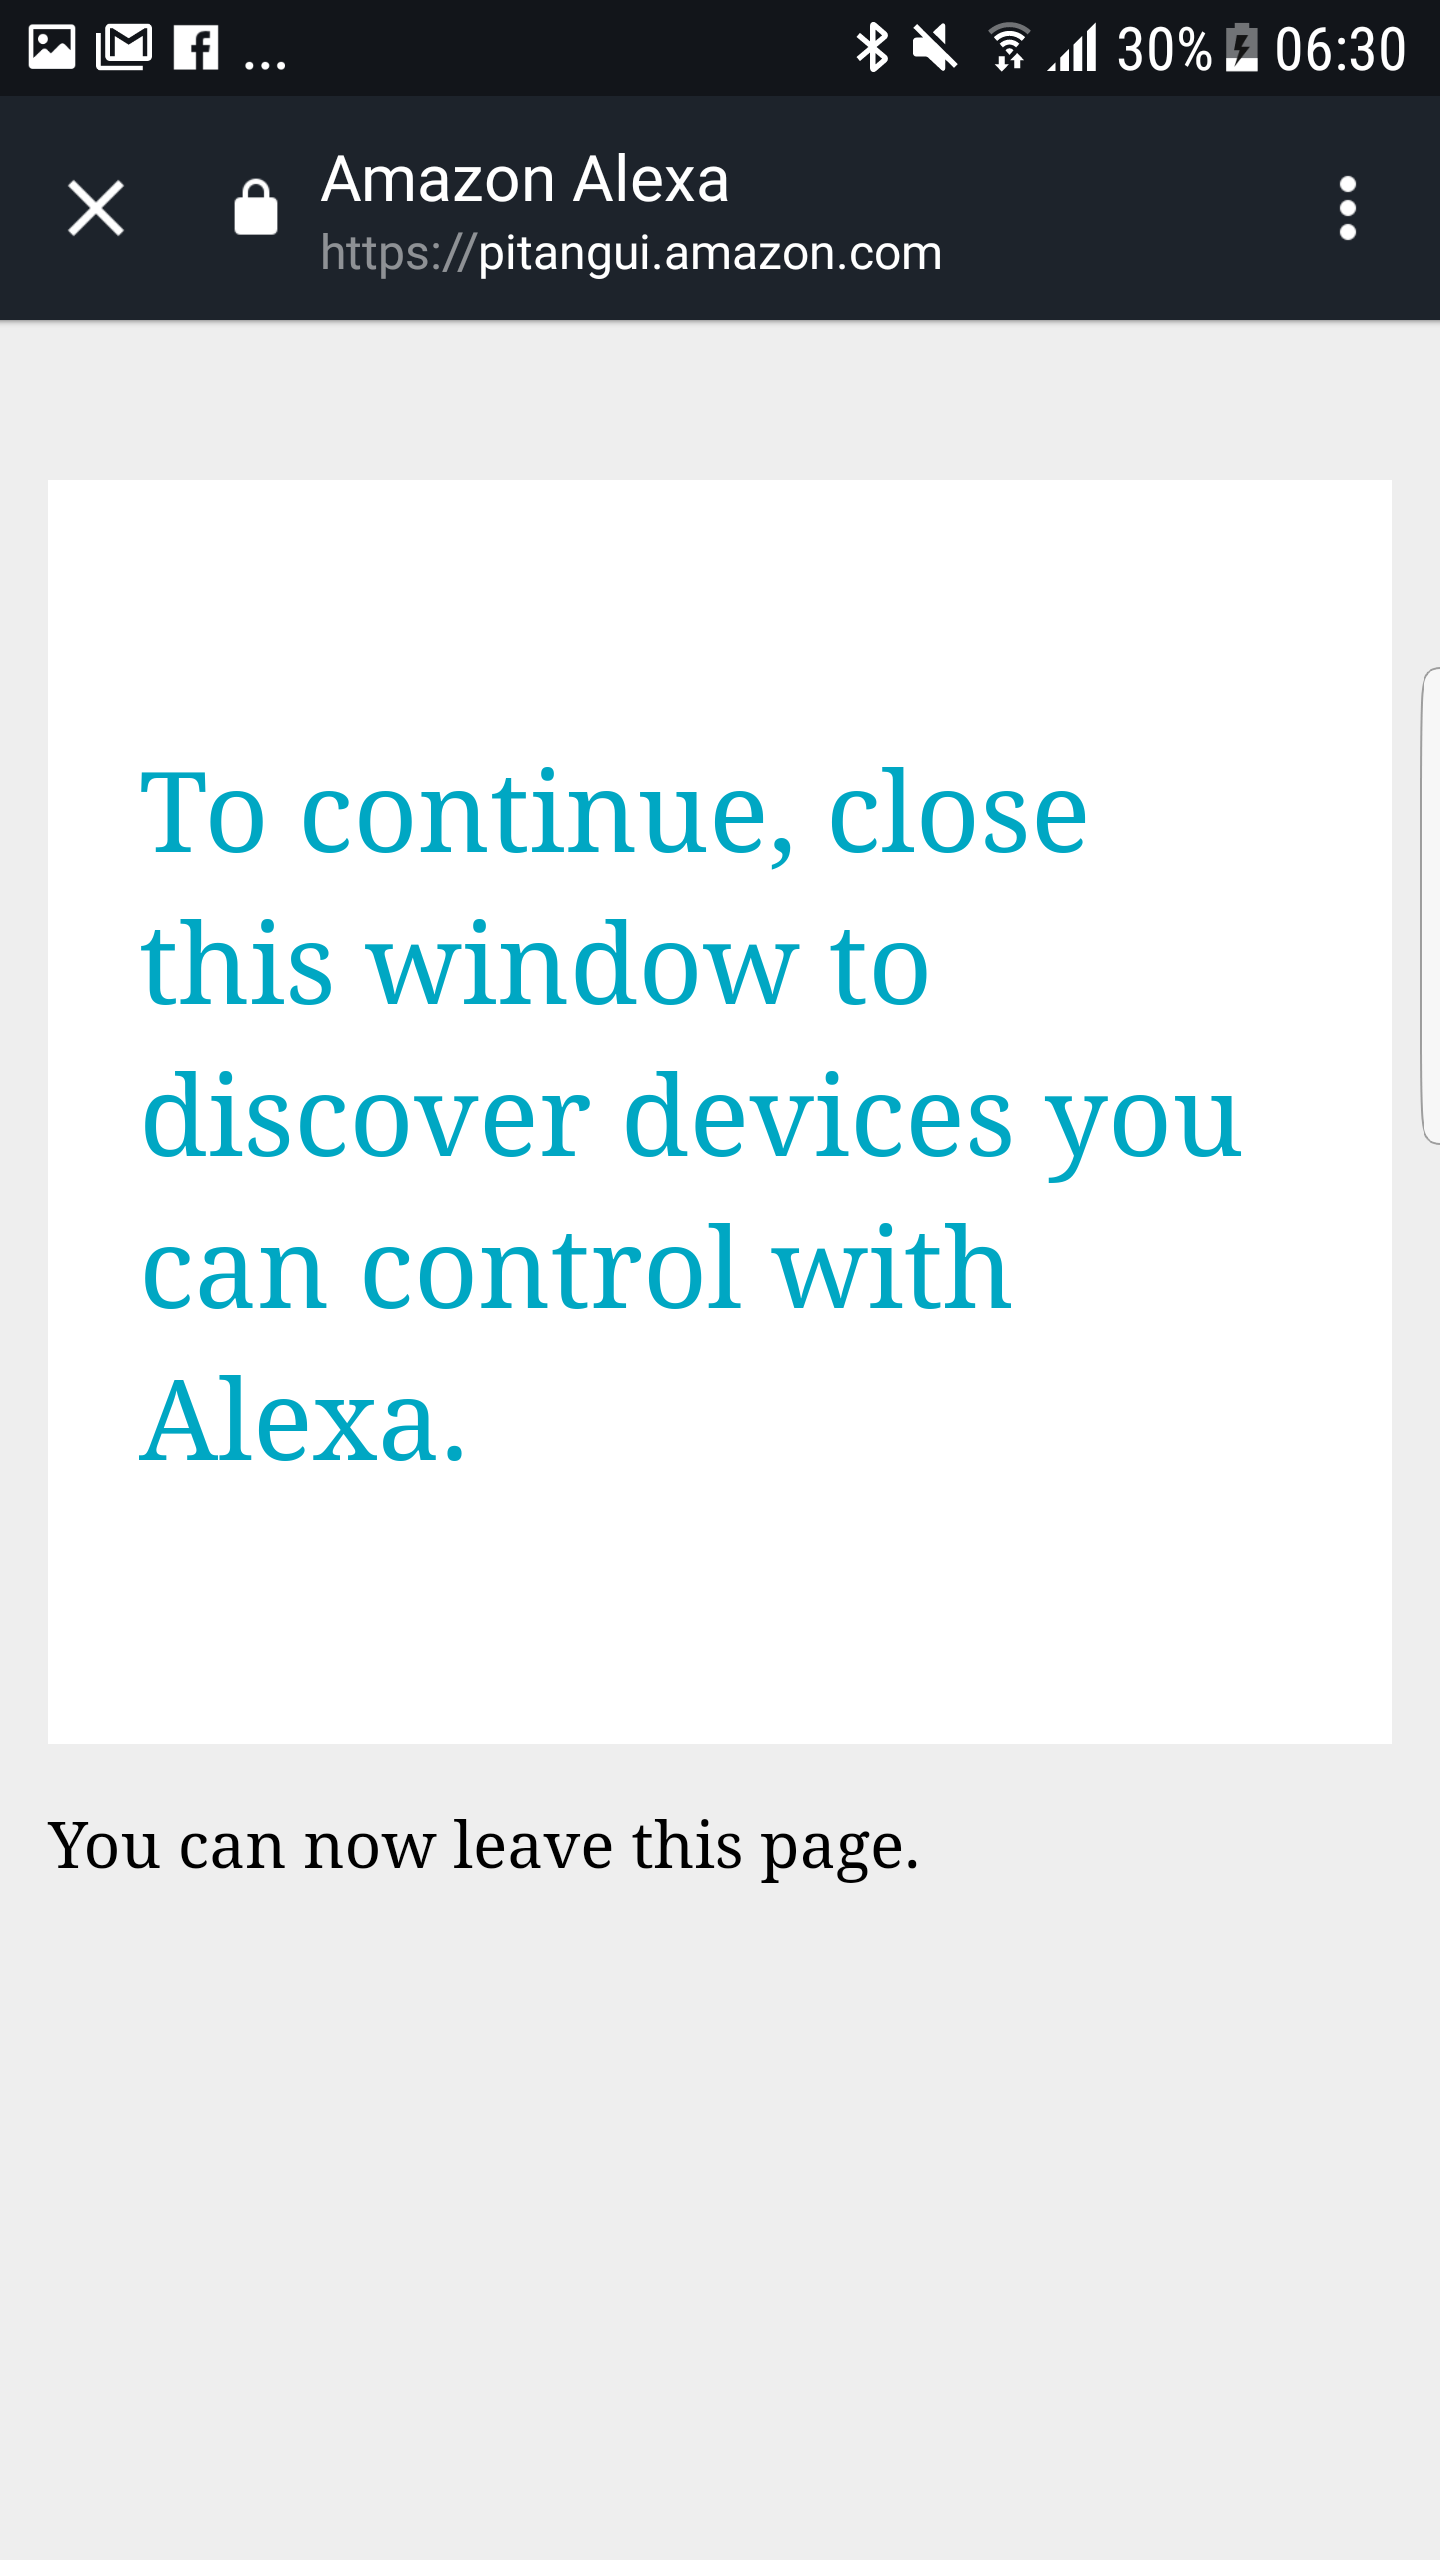 ... 30% 06:30
Amazon Alexa
https://pitangui.amazon.com
To continue, close
this window to
discover devices you
can control with
Alexa.
You can now leave this page.